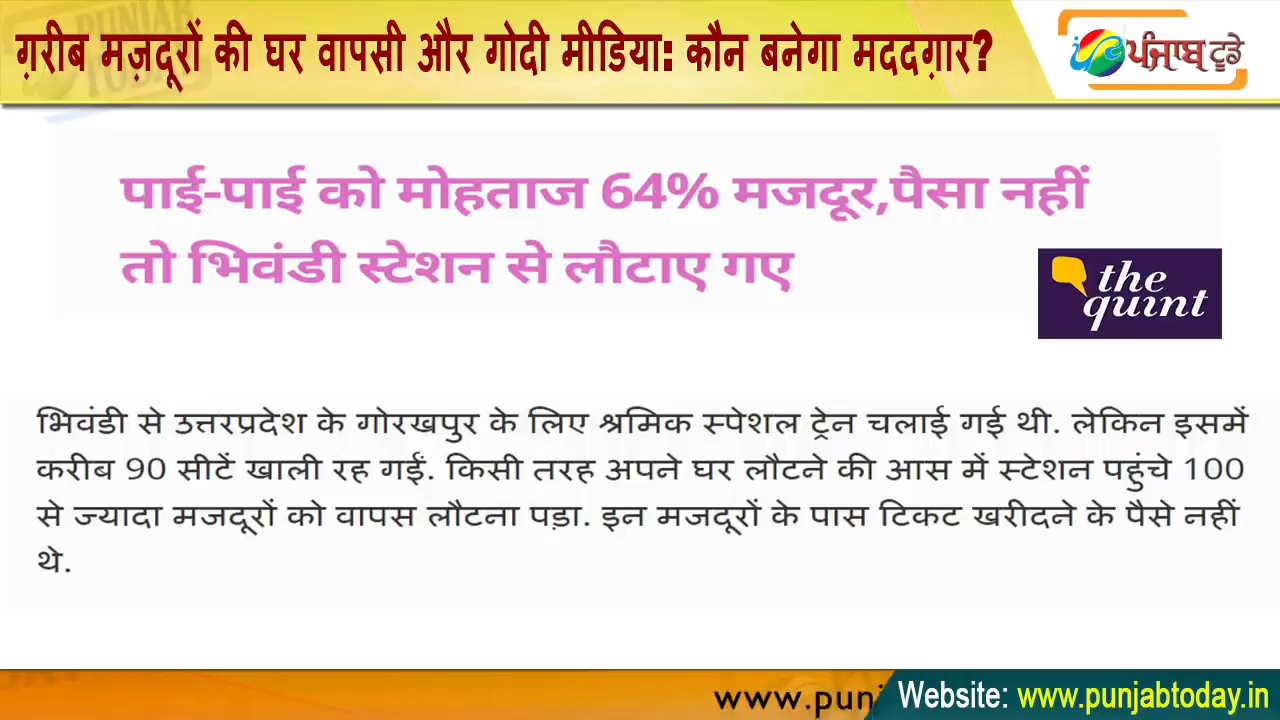 ग़रीब मज़दूरों की घर वापसी और गोदी मीडिया: कौन बनेगा मददग़ार?
ਪੰਜਾਬ ਟੂਡੇ
पाई-पाई को मोहताज 64% मजदूर,पैसा नहीं
तो भिवंडी स्टेशन से लौटाए गए
the
quint
भिवंडी से उत्तरप्रदेश के गोरखपुर के लिए श्रमिक स्पेशल ट्रेन चलाई गई थी. लेकिन इसमें
करीब 90 सीटें खाली रह गईं. किसी तरह अपने घर लौटने की आस में स्टेशन पहुंचे 100
से ज्यादा मजदूरों को वापस लौटना पड़ा. इन मजदूरों के पास टिकट खरीदने के पैसे नहीं
थे.
www.punj
Website: www.punjabtoday.in